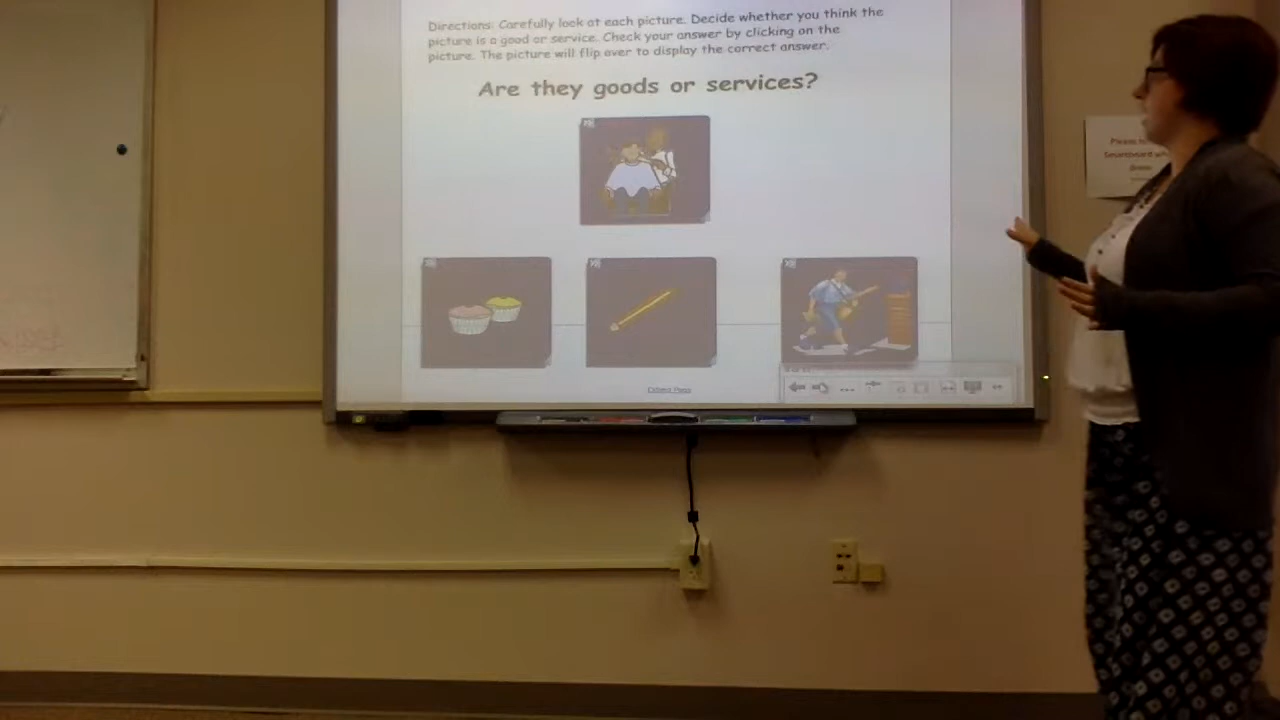 Directions: Carefully look at each picture. Decide whether you think the
picture is a good or service. Check your answer by clicking on the
picture. The picture will flip over to display the correct answer.
Are they goods or services?
Please
Smartboard